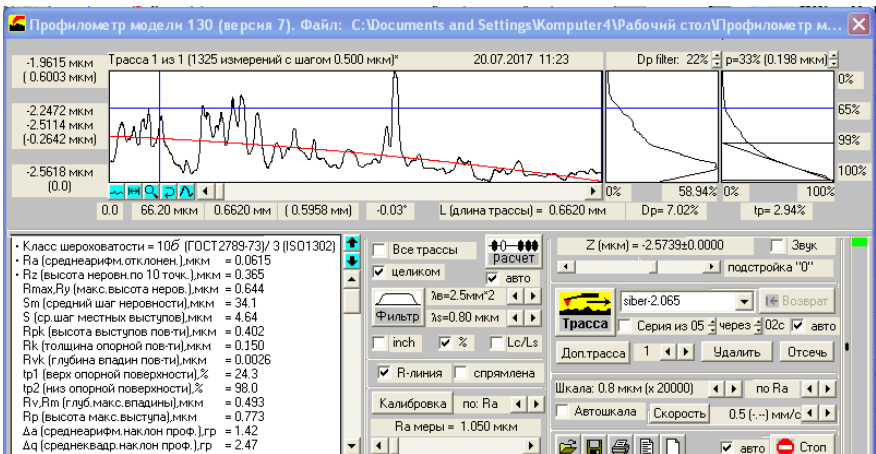 Профилометр модели 130 (версия 7). Файл: C:\Documents and Settings\Komputer4\Рабочий стол\Профилометр м...
-1.9615 мкм Трасса 1 из 1 (1325 измерений с шагом 0.500 мкм)* 20.07.2017 11:23 Dp filter: 22% p=33% (0.198 мкм)
( 0.6003 мкм) 0%
-2.2472 мкм 65%
-2.5114 мкм
(-0.2642 мкм) 99%
-2.5618 мкм 100%
(0.0) 0% 58.94% 0% 100%
0.0 66.20 мкм 0.6620 мм ( 0.5958 мм) -0.03° L (длина трассы) = 0.6620 мм Dp= 7.02% tp= 2.94%
· Класс шероховатости = 10б (ГОСТ2789-73)/ 3 (ISO1302)
· Ra (среднеарифм.отклонен.),мкм = 0.0615
· Rz (высота неровн.по 10 точк.),мкм = 0.365
Rmax,Ry (макс.высота неров.),мкм = 0.644
Sm (средний шаг неровности),мкм = 34.1
S (ср.шаг местных выступов),мкм = 4.64
Rpk (высота выступов пов-ти),мкм = 0.402
Rk (толщина опорной пов-ти),мкм = 0.150
Rvk (глубина впадин пов-ти),мкм = 0.0026
tp1 (верх опорной поверхности),% = 24.3
tp2 (низ опорной поверхности),% = 98.0
Rv,Rm (глуб.макс.впадины),мкм = 0.493
Rp (высота макс.выступа),мкм = 0.773
Δa (среднеарифм.наклон проф.),гр = 1.42
Δq (среднеквадр.наклон проф.),гр = 2.47
Все трассы расчет
целиком авто
λв=2.5мм*2
Фильтр λs=0.80 мкм
inch % Lc/Ls
R-линия спрямлена
Калибровка по: Ra
Ra меры = 1.050 мкм
Z (мкм) = -2.5739±0.0000 Звук
подстройка "0"
siber-2.065 Возврат
Трасса Серия из 05 через 02с авто
Доп.трасса 1 Удалить Отсечь
Шкала: 0.8 мкм (x 20000) по Ra
Автошкала Скорость 0.5 (-.--) мм/с
авто Стоп